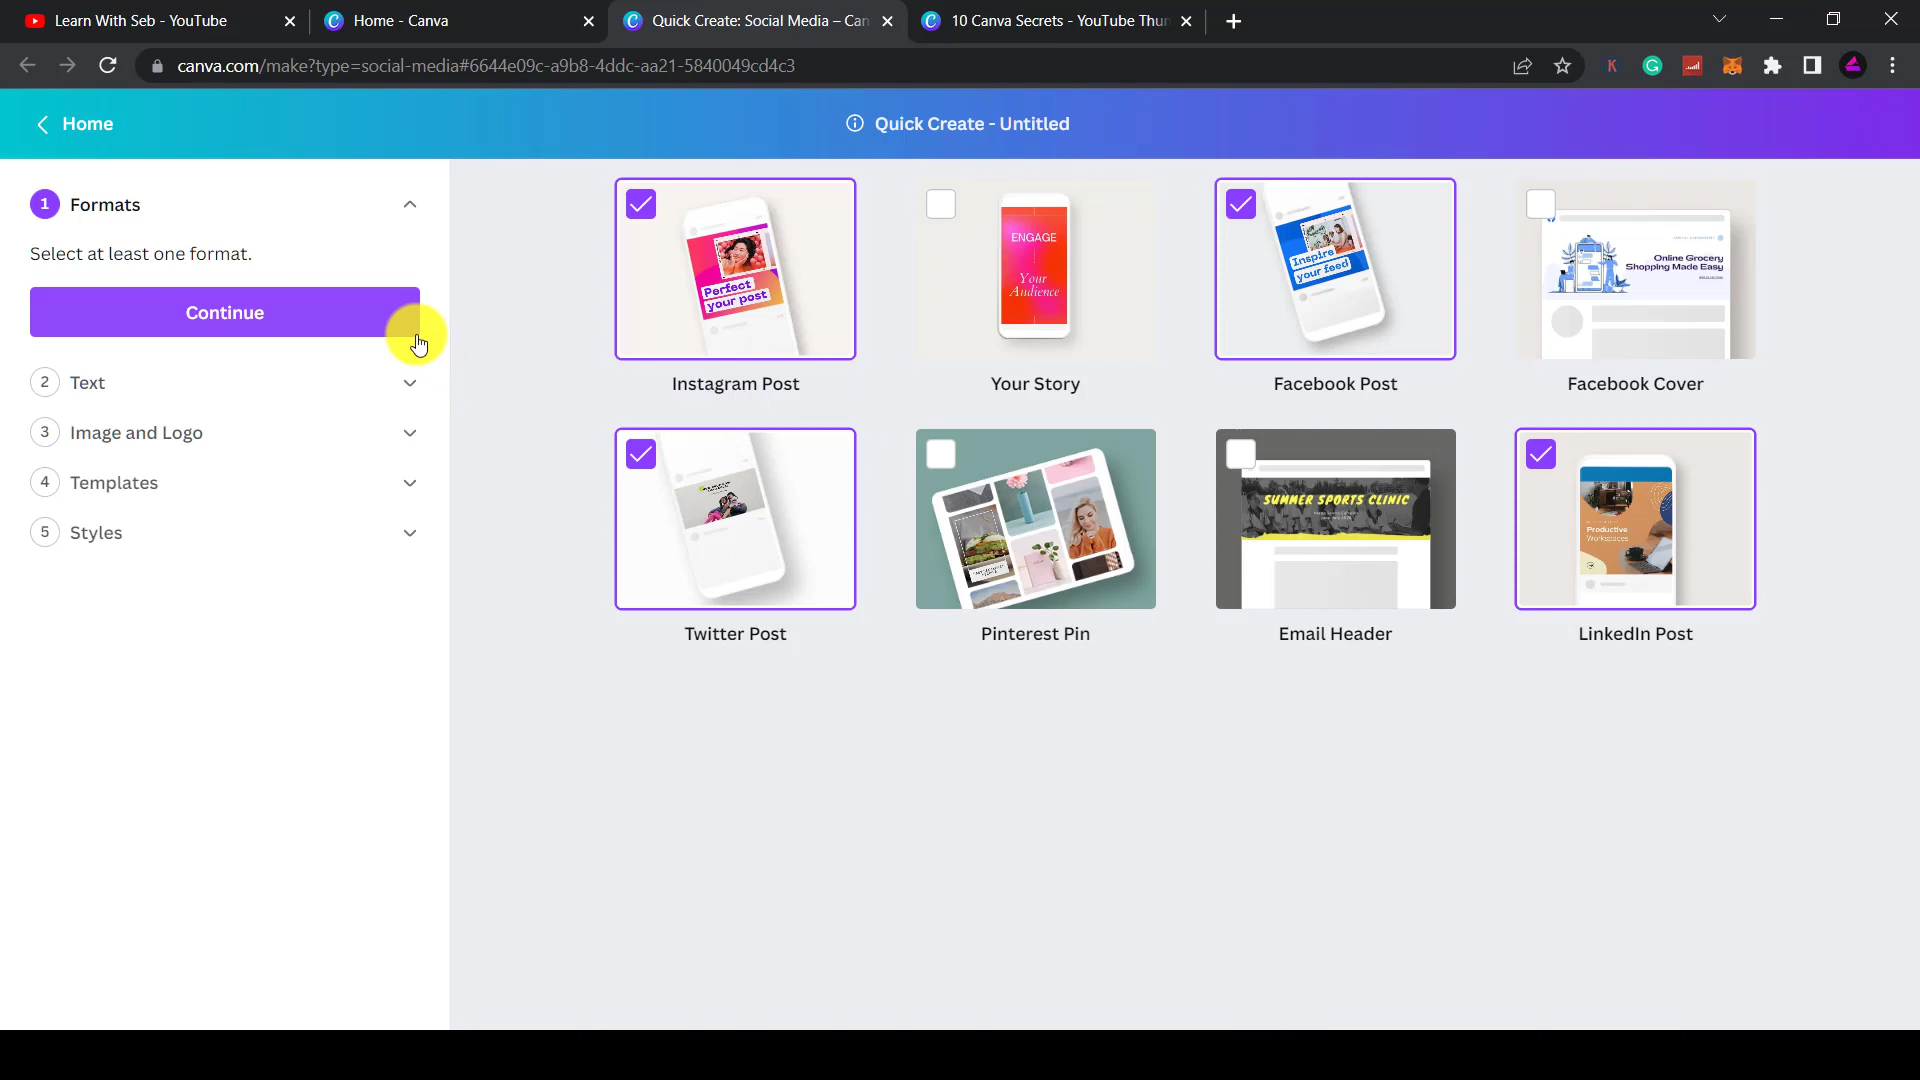 Learn With Seb - YouTube
Home - Canva
Quick Create: Social Media – Can
10 Canva Secrets - YouTube Thu
canva.com/make?type=social-media#6644e09c-a9b8-4ddc-aa21-5840049cd4c3
Home
Quick Create - Untitled
1 Formats
Select at least one format.
Continue
2 Text
3 Image and Logo
4 Templates
5 Styles
Perfect
your post
Instagram Post
ENGAGE
Your
Audience
Your Story
Inspire
your feed
Facebook Post
Online Grocery
Shopping Made Easy
Facebook Cover
Twitter Post
Pinterest Pin
SUMMER SPORTS CLINIC
Email Header
Productive
Workspaces
LinkedIn Post